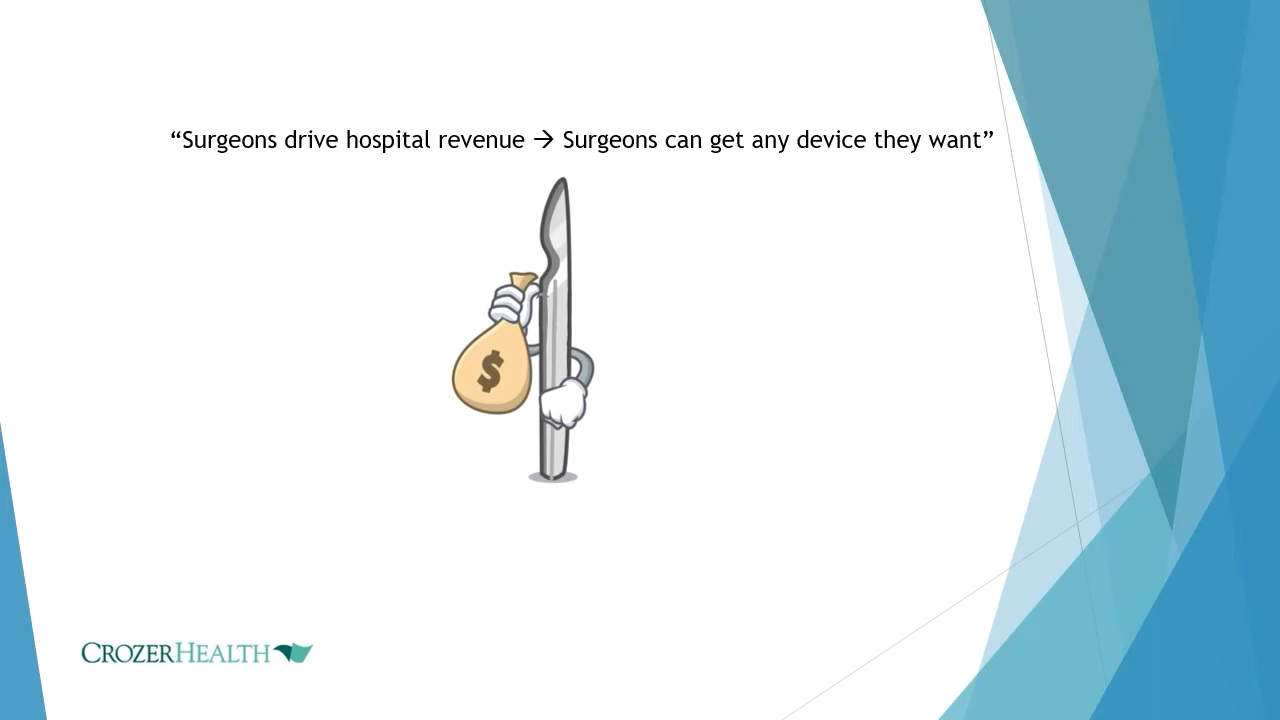 “Surgeons drive hospital revenue → Surgeons can get any device they want”
$
CROZERHEALTH